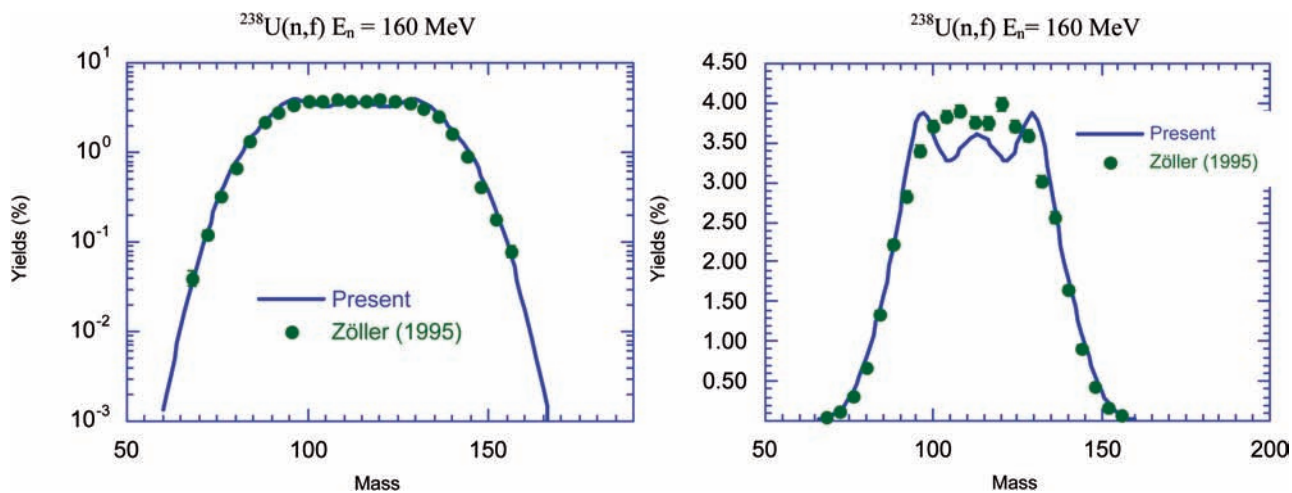 ²³⁸U(n,f) Eₙ = 160 MeV
10¹
10⁰
10⁻¹
10⁻²
10⁻³
Yields (%)
Present
Zöller (1995)
50 100 150
Mass
²³⁸U(n,f) Eₙ= 160 MeV
4.50
4.00
3.50
3.00
2.50
2.00
1.50
1.00
0.50
Yields (%)
Present
Zöller (1995)
50 100 150 200
Mass